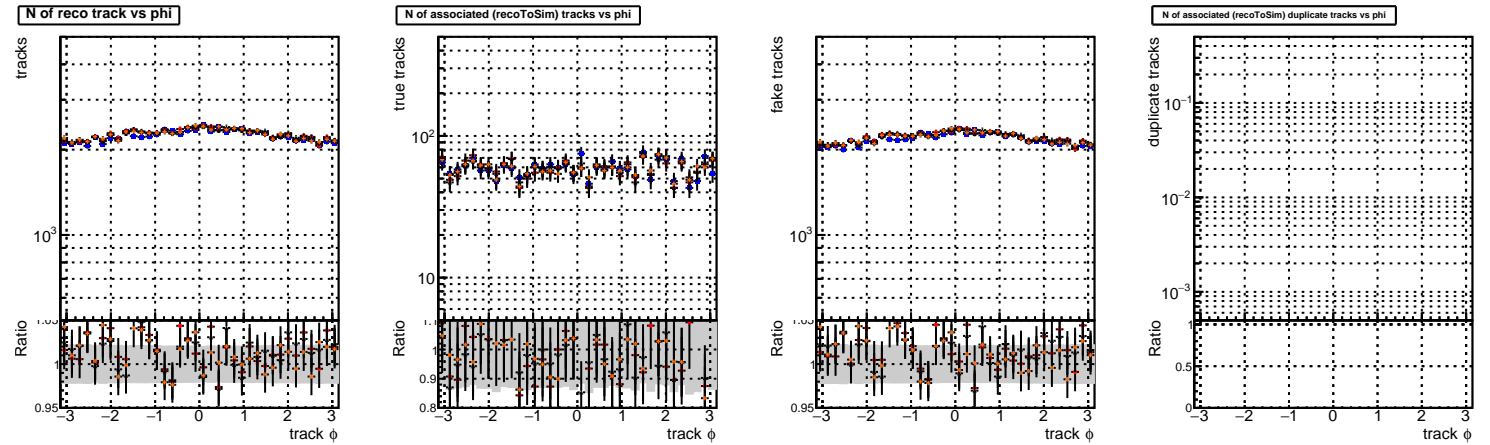 N of reco track vs phi
tracks
10³
Ratio
1.05
1
0.95
−3 −2 −1 0 1 2 3
track ϕ
N of associated (recoToSim) tracks vs phi
true tracks
10²
10
Ratio
1.1
1
0.9
0.8
−3 −2 −1 0 1 2 3
track ϕ
fake tracks
10³
Ratio
1.05
1
0.95
−3 −2 −1 0 1 2 3
track ϕ
N of associated (recoToSim) duplicate tracks vs phi
duplicate tracks
10⁻¹
10⁻²
10⁻³
Ratio
1
0.5
0
−3 −2 −1 0 1 2 3
track ϕ